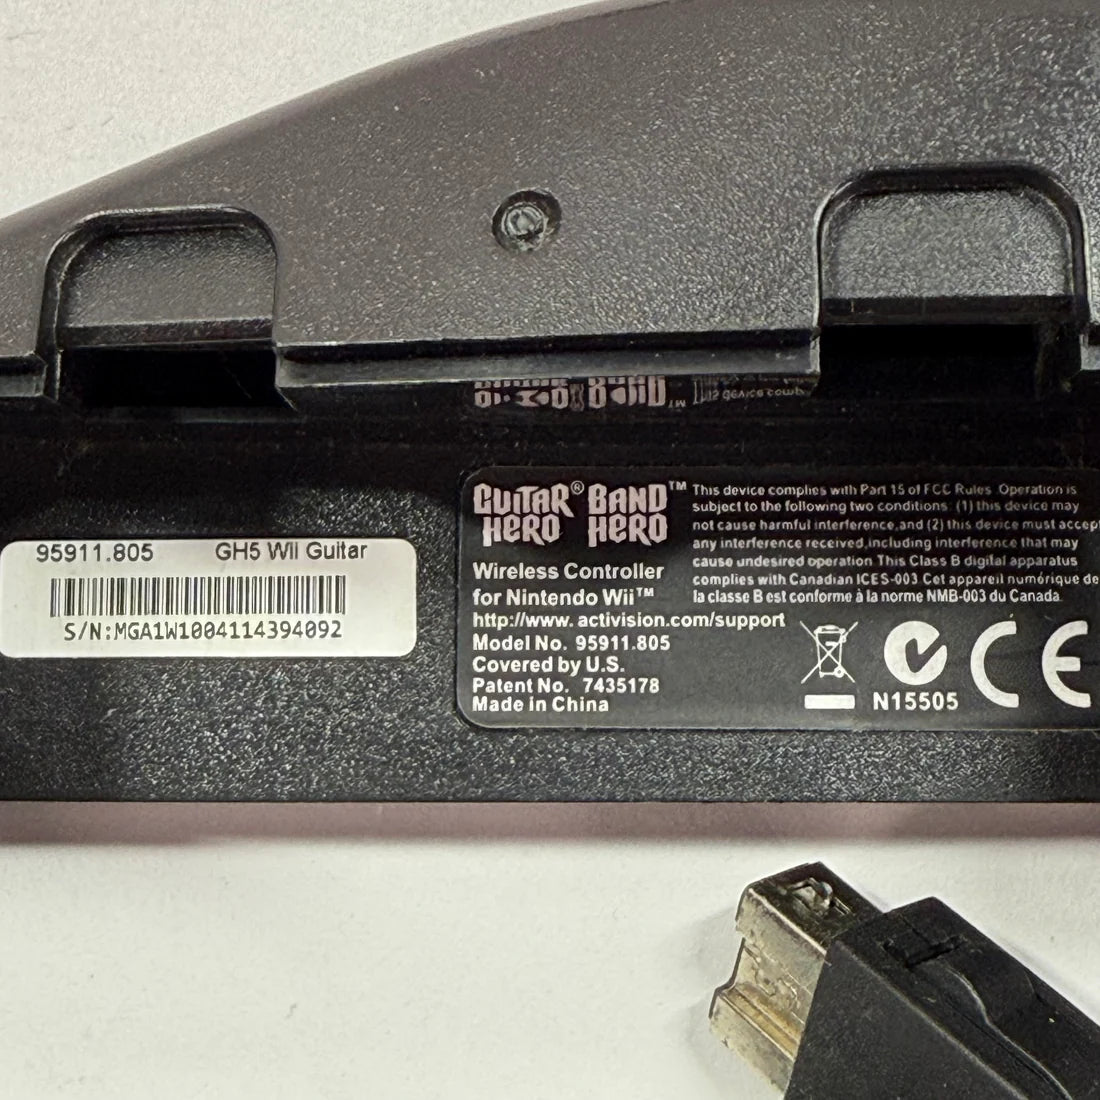 95911.805 GH5 Wii Guitar
S/N:MGA1W1004114394092
GUITAR® HERO
BAND™ HERO
Wireless Controller
for Nintendo Wii™
http://www. activision.com/support
Model No. 95911.805
Covered by U.S.
Patent No. 7435178
Made in China
This device complies with Part 15 of FCC Rules. Operation is
subject to the following two conditions: (1) this device may
not cause harmful interference,and (2) this device must accept
any interference received,including interference that may
cause undesired operation This Class B digital apparatus
complies with Canadian ICES-003 Cet appareil numérique de
la classe B est conforme à la norme NMB-003 du Canada.
N15505
CE